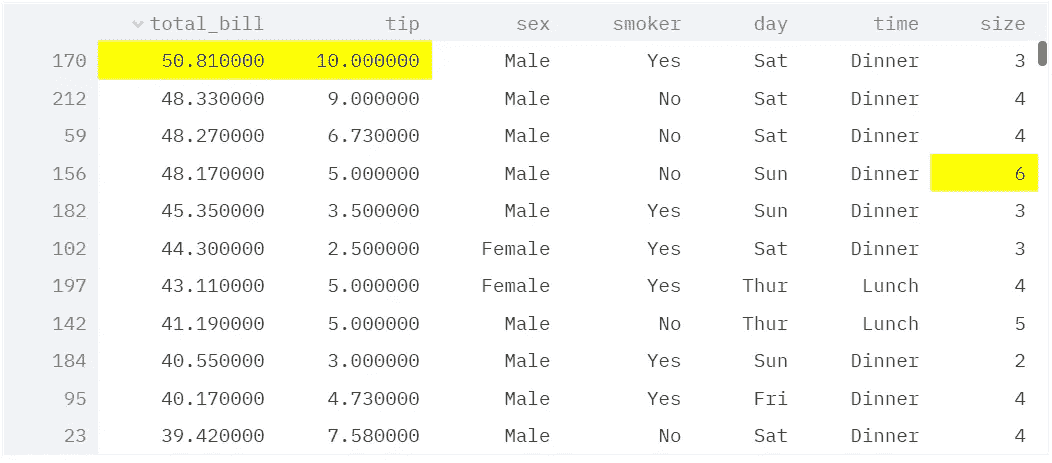 total_bill tip sex smoker day time size
170 50.810000 10.000000 Male Yes Sat Dinner 3
212 48.330000 9.000000 Male No Sat Dinner 4
59 48.270000 6.730000 Male No Sat Dinner 4
156 48.170000 5.000000 Male No Sun Dinner 6
182 45.350000 3.500000 Male Yes Sun Dinner 3
102 44.300000 2.500000 Female Yes Sat Dinner 3
197 43.110000 5.000000 Female Yes Thur Lunch 4
142 41.190000 5.000000 Male No Thur Lunch 5
184 40.550000 3.000000 Male Yes Sun Dinner 2
95 40.170000 4.730000 Male Yes Fri Dinner 4
23 39.420000 7.580000 Male No Sat Dinner 4